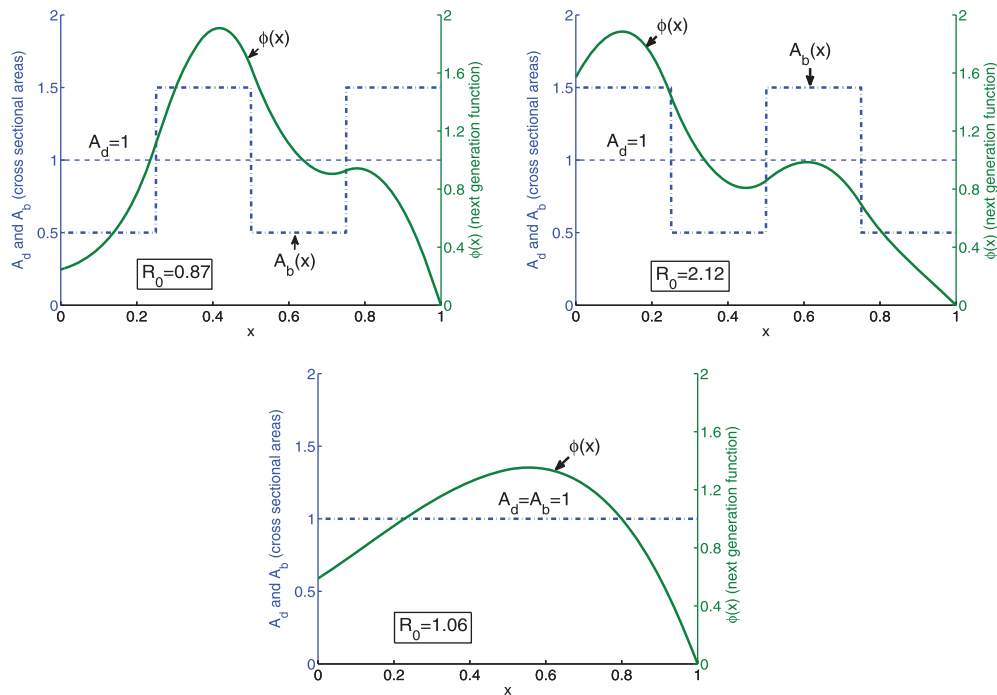 A_d and A_b (cross sectional areas)
2
1.5
1
0.5
0
ϕ(x)
A_d=1
A_b(x)
R_0=0.87
0 0.2 0.4 0.6 0.8 1
x
2
1.6
1.2
0.8
0.4
0
ϕ(x) (next generation function)
A_d and A_b (cross sectional areas)
2
1.5
1
0.5
0
ϕ(x)
A_b(x)
A_d=1
R_0=2.12
0 0.2 0.4 0.6 0.8 1
x
2
1.6
1.2
0.8
0.4
0
ϕ(x) (next generation function)
A_d and A_b (cross sectional areas)
2
1.5
1
0.5
0
ϕ(x)
A_d=A_b=1
R_0=1.06
0 0.2 0.4 0.6 0.8 1
x
2
1.6
1.2
0.8
0.4
0
ϕ(x) (next generation function)